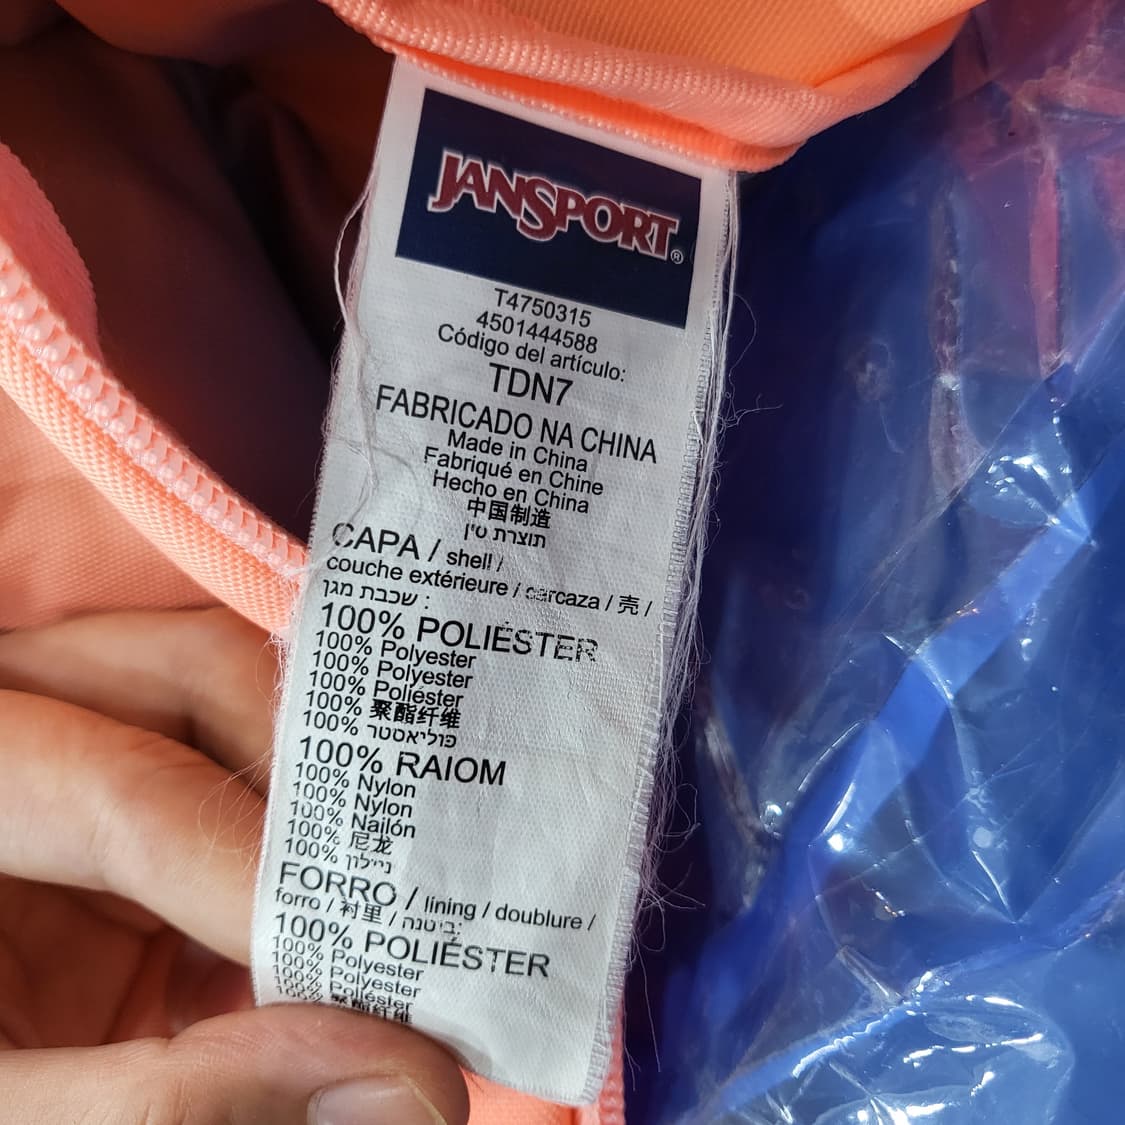 JANSPORT®
T4750315
4501444588
Código del artículo:
TDN7
FABRICADO NA CHINA
Made in China
Fabriqué en Chine
Hecho en China
中国制造
תוצרת סין
CAPA / shell /
couche extérieure / carcaza / 壳 /
שכבת מגן :
100% POLIÉSTER
100% Polyester
100% Polyester
100% Poliéster
100% 聚酯纤维
100% פוליאסטר
100% RAIOM
100% Nylon
100% Nylon
100% Nailón
100% 尼龙
100% ניילון
FORRO / lining / doublure /
forro / 衬里 / ביטנה:
100% POLIÉSTER
100% Polyester
100% Polyester
100% Poliéster
100% 聚酯纤维